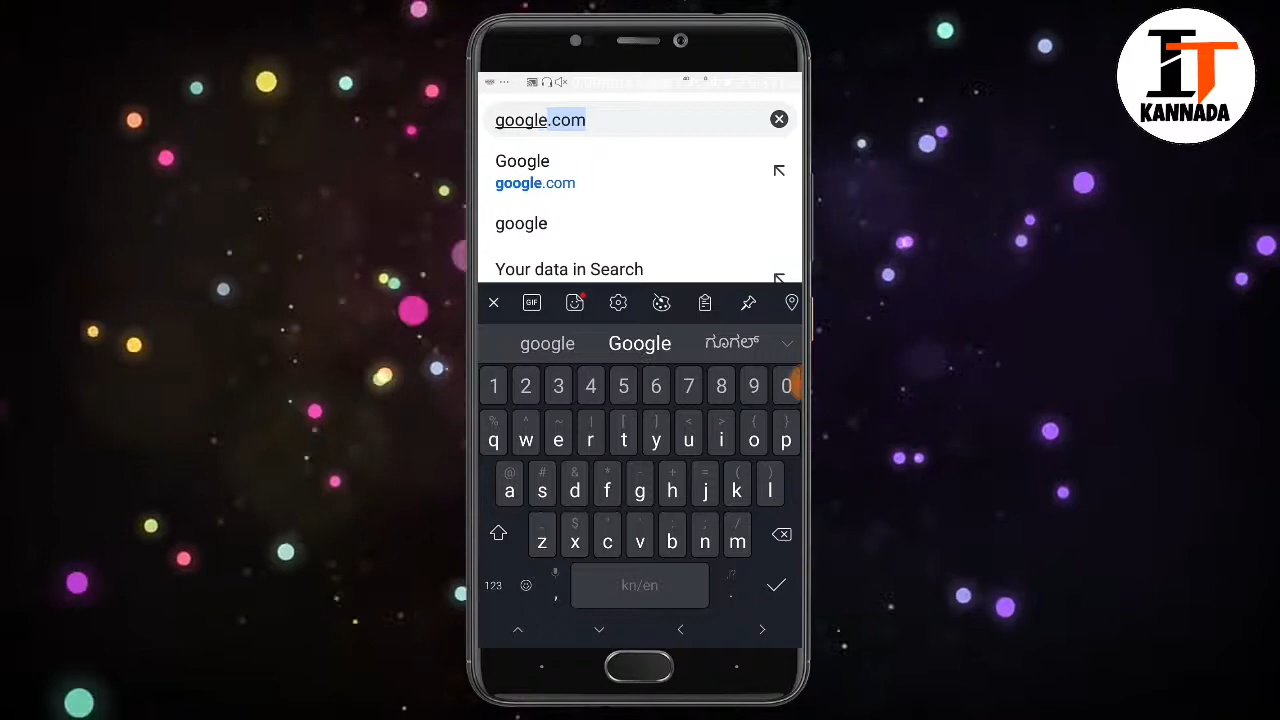 IT
KANNADA
google.com
Google
google.com
google
Your data in Search
GIF
google Google ಗೂಗಲ್
1 2 3 4 5 6 7 8 9 0
% ^ ~ | [ ] < > { }
q w e r t y u i o p
@ # & * - + = ( )
a s d f g h j k l
_ $ " ' : ; /
z x c v b n m
123 , kn/en .